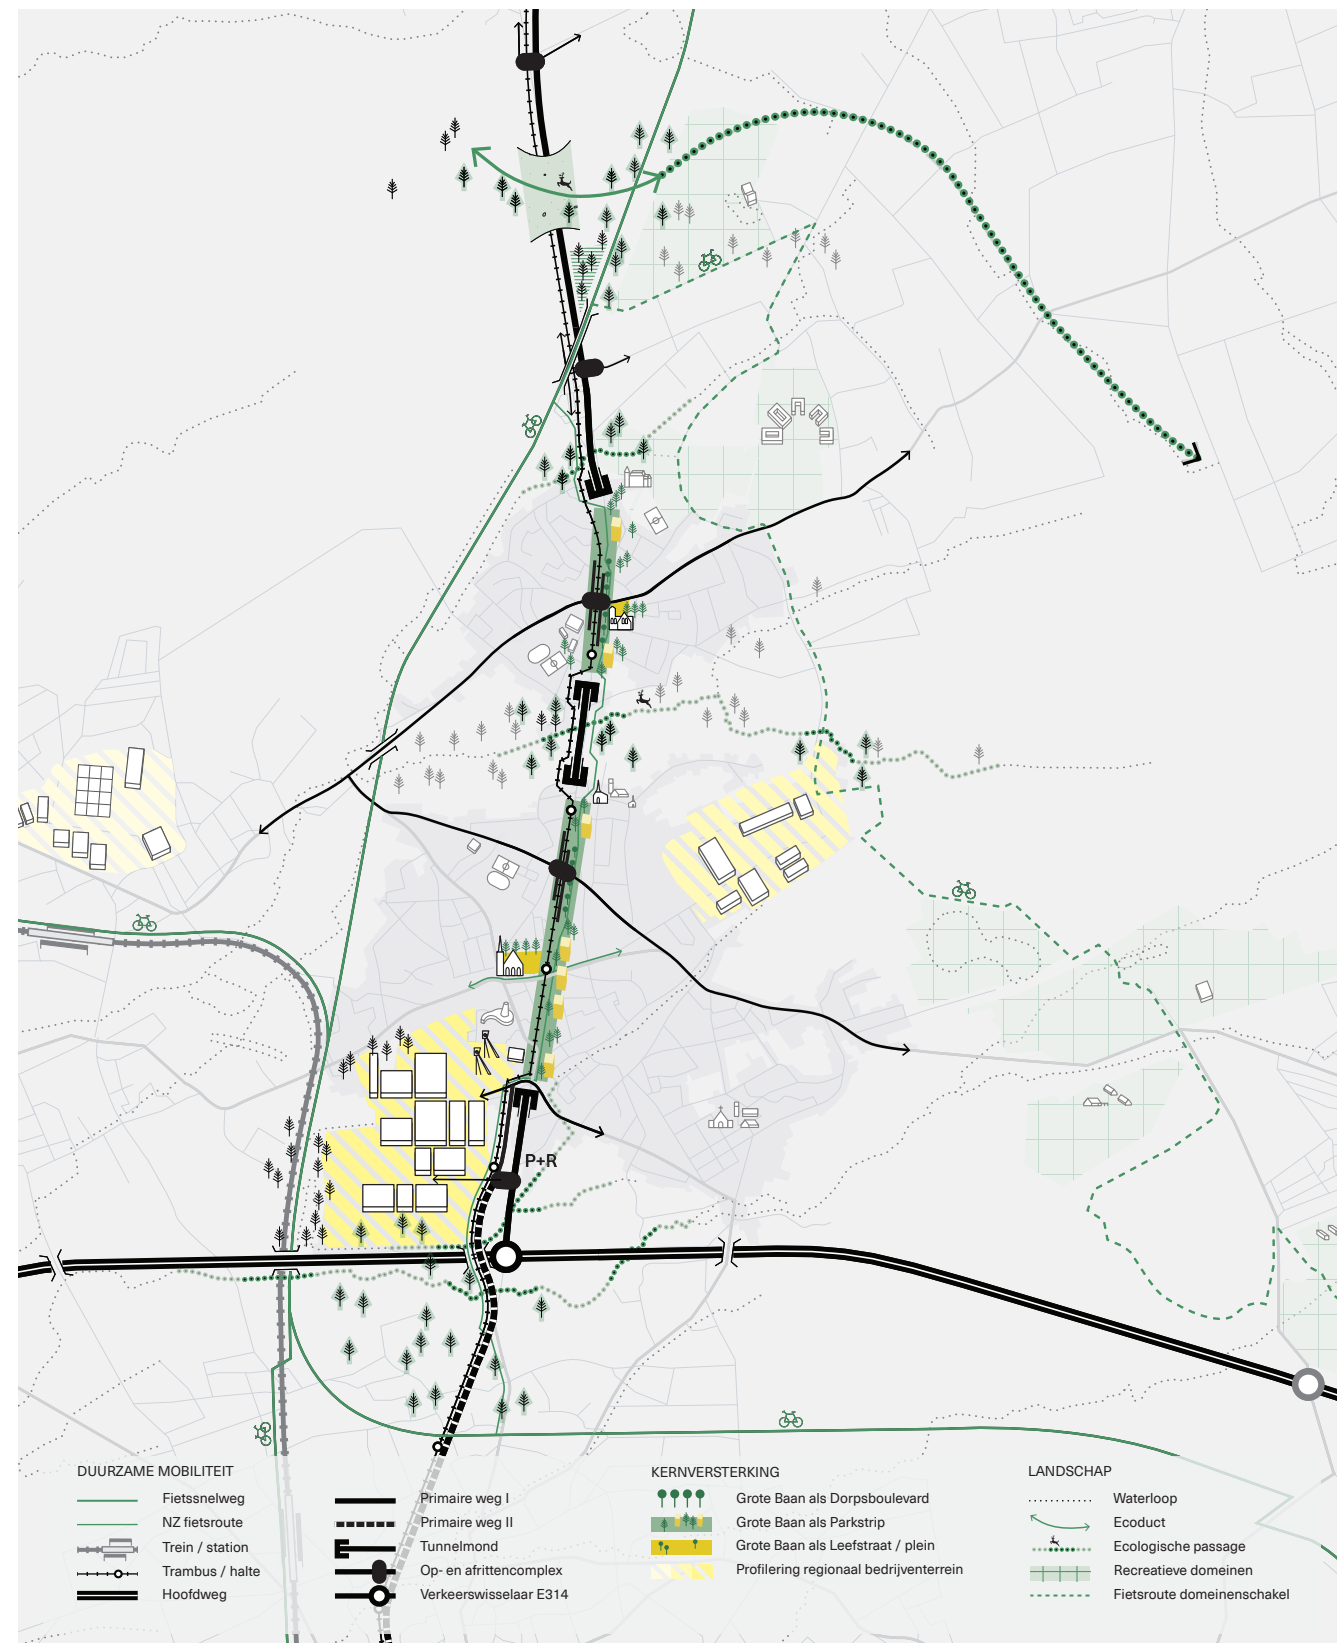 P+R
DUURZAME MOBILITEIT
Fietssnelweg
NZ fietsroute
Trein / station
Trambus / halte
Hoofdweg
Primaire weg I
Primaire weg II
Tunnelmond
Op- en afrittencomplex
Verkeerswisselaar E314
KERNVERSTERKING
Grote Baan als Dorpsboulevard
Grote Baan als Parkstrip
Grote Baan als Leefstraat / plein
Profilering regionaal bedrijventerrein
LANDSCHAP
Waterloop
Ecoduct
Ecologische passage
Recreatieve domeinen
Fietsroute domeinenschakel